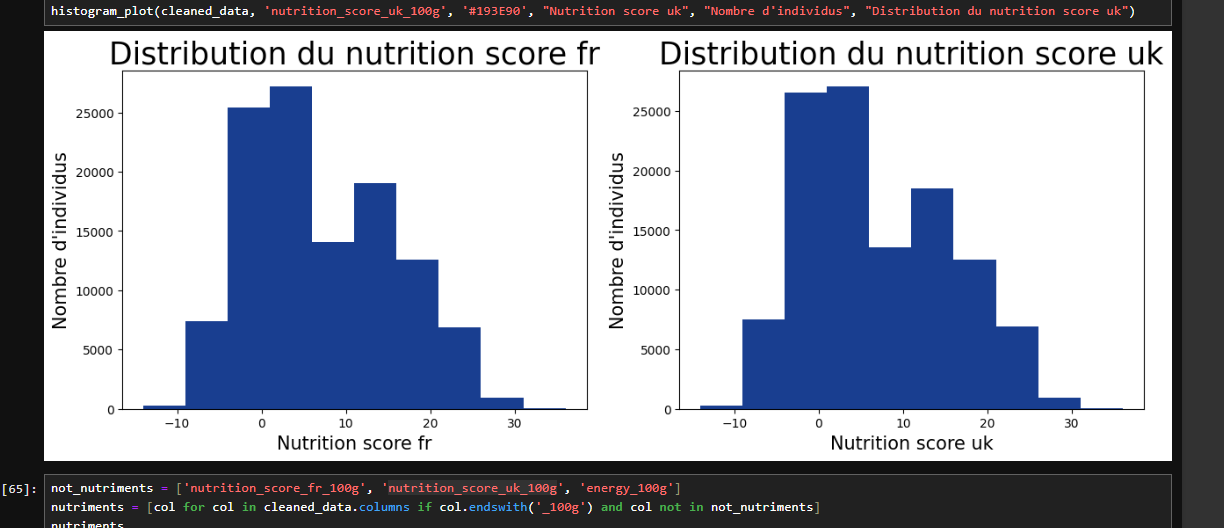 histogram_plot(cleaned_data, 'nutrition_score_uk_100g', '#193E90', "Nutrition score uk", "Nombre d'individus", "Distribution du nutrition score uk")
Distribution du nutrition score fr
Nombre d'individus
25000
20000
15000
10000
5000
0
−10 0 10 20 30
Nutrition score fr
Distribution du nutrition score uk
Nombre d'individus
25000
20000
15000
10000
5000
0
−10 0 10 20 30
Nutrition score uk
[65]:
not_nutriments = ['nutrition_score_fr_100g', 'nutrition_score_uk_100g', 'energy_100g']
nutriments = [col for col in cleaned_data.columns if col.endswith('_100g') and col not in not_nutriments]
nutriments